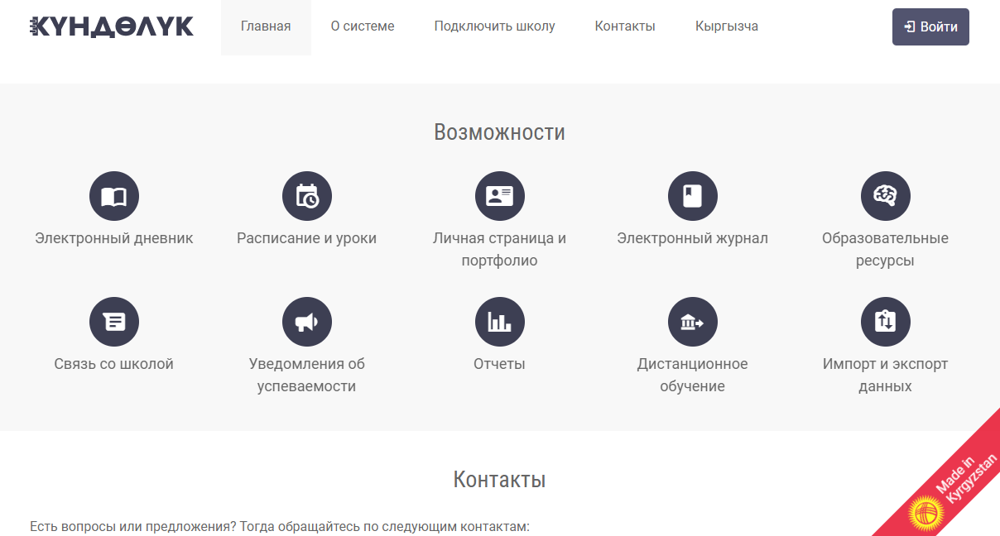 КҮНДӨЛҮК
Главная
О системе
Подключить школу
Контакты
Кыргызча
Войти
Возможности
Электронный дневник
Расписание и уроки
Личная страница и
портфолио
Электронный журнал
Образовательные
ресурсы
Связь со школой
Уведомления об
успеваемости
Отчеты
Дистанционное
обучение
Импорт и экспорт
данных
Контакты
Есть вопросы или предложения? Тогда обращайтесь по следующим контактам:
Made in
Kyrgyzstan